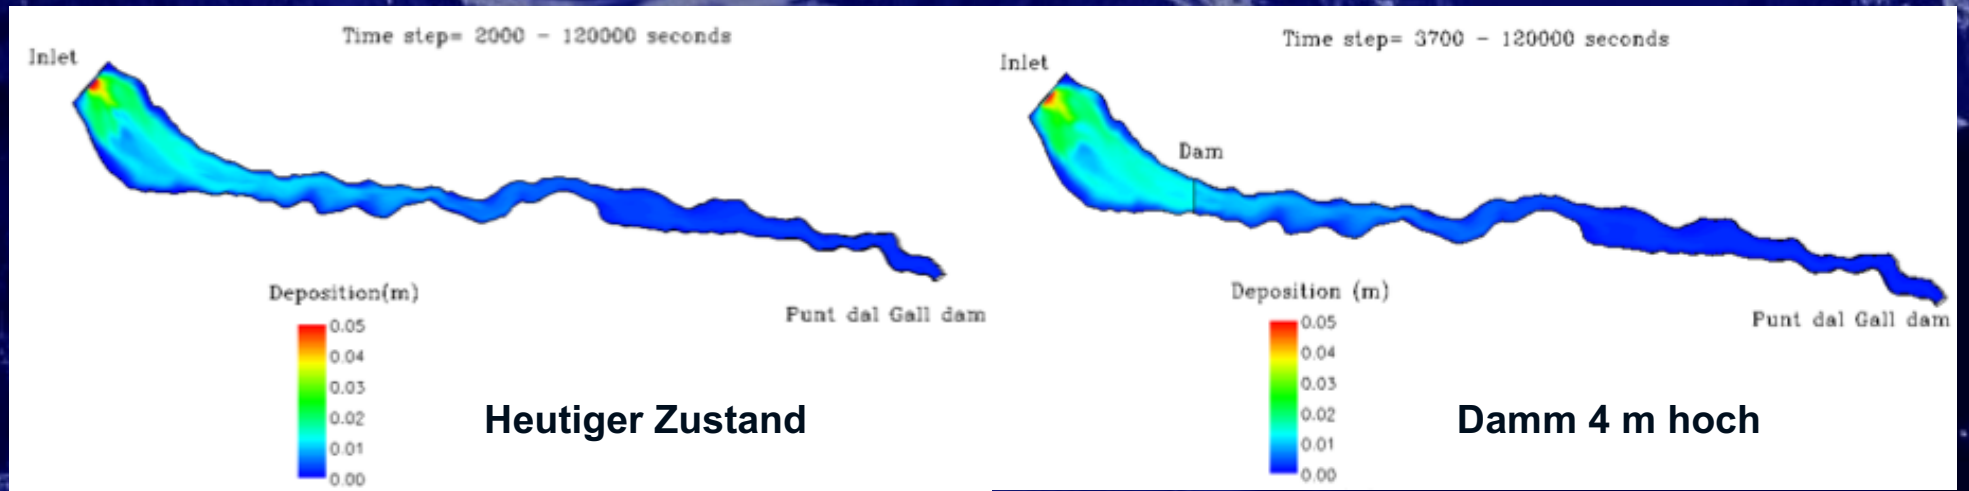 Time step= 2000 - 120000 seconds
Inlet
Deposition(m)
0.05
0.04
0.03
0.02
0.01
0.00
Punt dal Gall dam
Heutiger Zustand
Time step= 3700 - 120000 seconds
Inlet
Dam
Deposition (m)
0.05
0.04
0.03
0.02
0.01
0.00
Punt dal Gall dam
Damm 4 m hoch